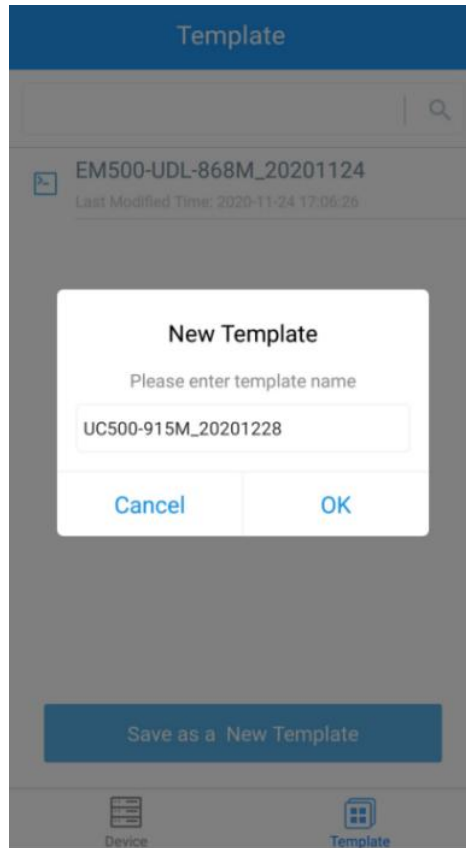 Template
EM500-UDL-868M_20201124
Last Modified Time: 2020-11-24 17:06:26
New Template
Please enter template name
UC500-915M_20201228
Cancel
OK
Save as a New Template
Device
Template